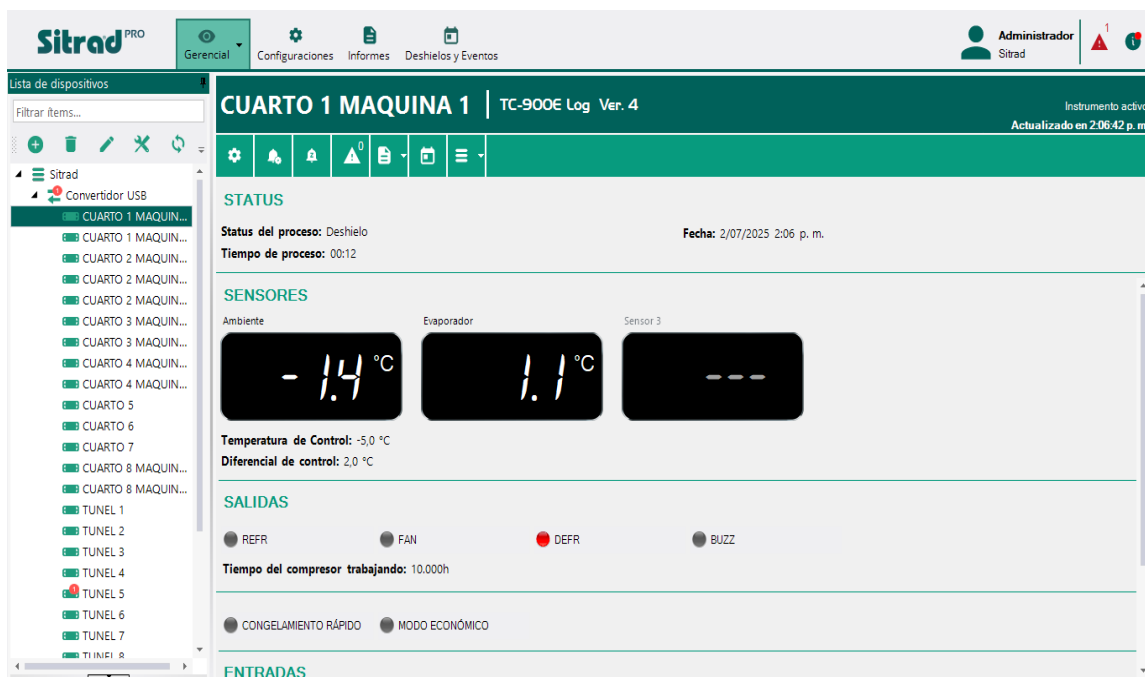 Sitrad PRO
Gerencial
Configuraciones
Informes
Deshielos y Eventos
Administrador
Sitrad
1
Lista de dispositivos
Filtrar ítems...
Sitrad
Convertidor USB
CUARTO 1 MAQUIN...
CUARTO 1 MAQUIN...
CUARTO 2 MAQUIN...
CUARTO 2 MAQUIN...
CUARTO 2 MAQUIN...
CUARTO 3 MAQUIN...
CUARTO 3 MAQUIN...
CUARTO 4 MAQUIN...
CUARTO 4 MAQUIN...
CUARTO 5
CUARTO 6
CUARTO 7
CUARTO 8 MAQUIN...
CUARTO 8 MAQUIN...
TUNEL 1
TUNEL 2
TUNEL 3
TUNEL 4
TUNEL 5
TUNEL 6
TUNEL 7
TUNEL 8
CUARTO 1 MAQUINA 1 | TC-900E Log Ver. 4
Instrumento activo
Actualizado en 2:06:42 p. m
0
STATUS
Status del proceso: Deshielo
Fecha: 2/07/2025 2:06 p. m.
Tiempo de proceso: 00:12
SENSORES
Ambiente
Evaporador
Sensor 3
-1.4 °C
1.1 °C
---
Temperatura de Control: -5,0 °C
Diferencial de control: 2,0 °C
SALIDAS
REFR
FAN
DEFR
BUZZ
Tiempo del compresor trabajando: 10.000h
CONGELAMIENTO RÁPIDO
MODO ECONÓMICO
ENTRADAS